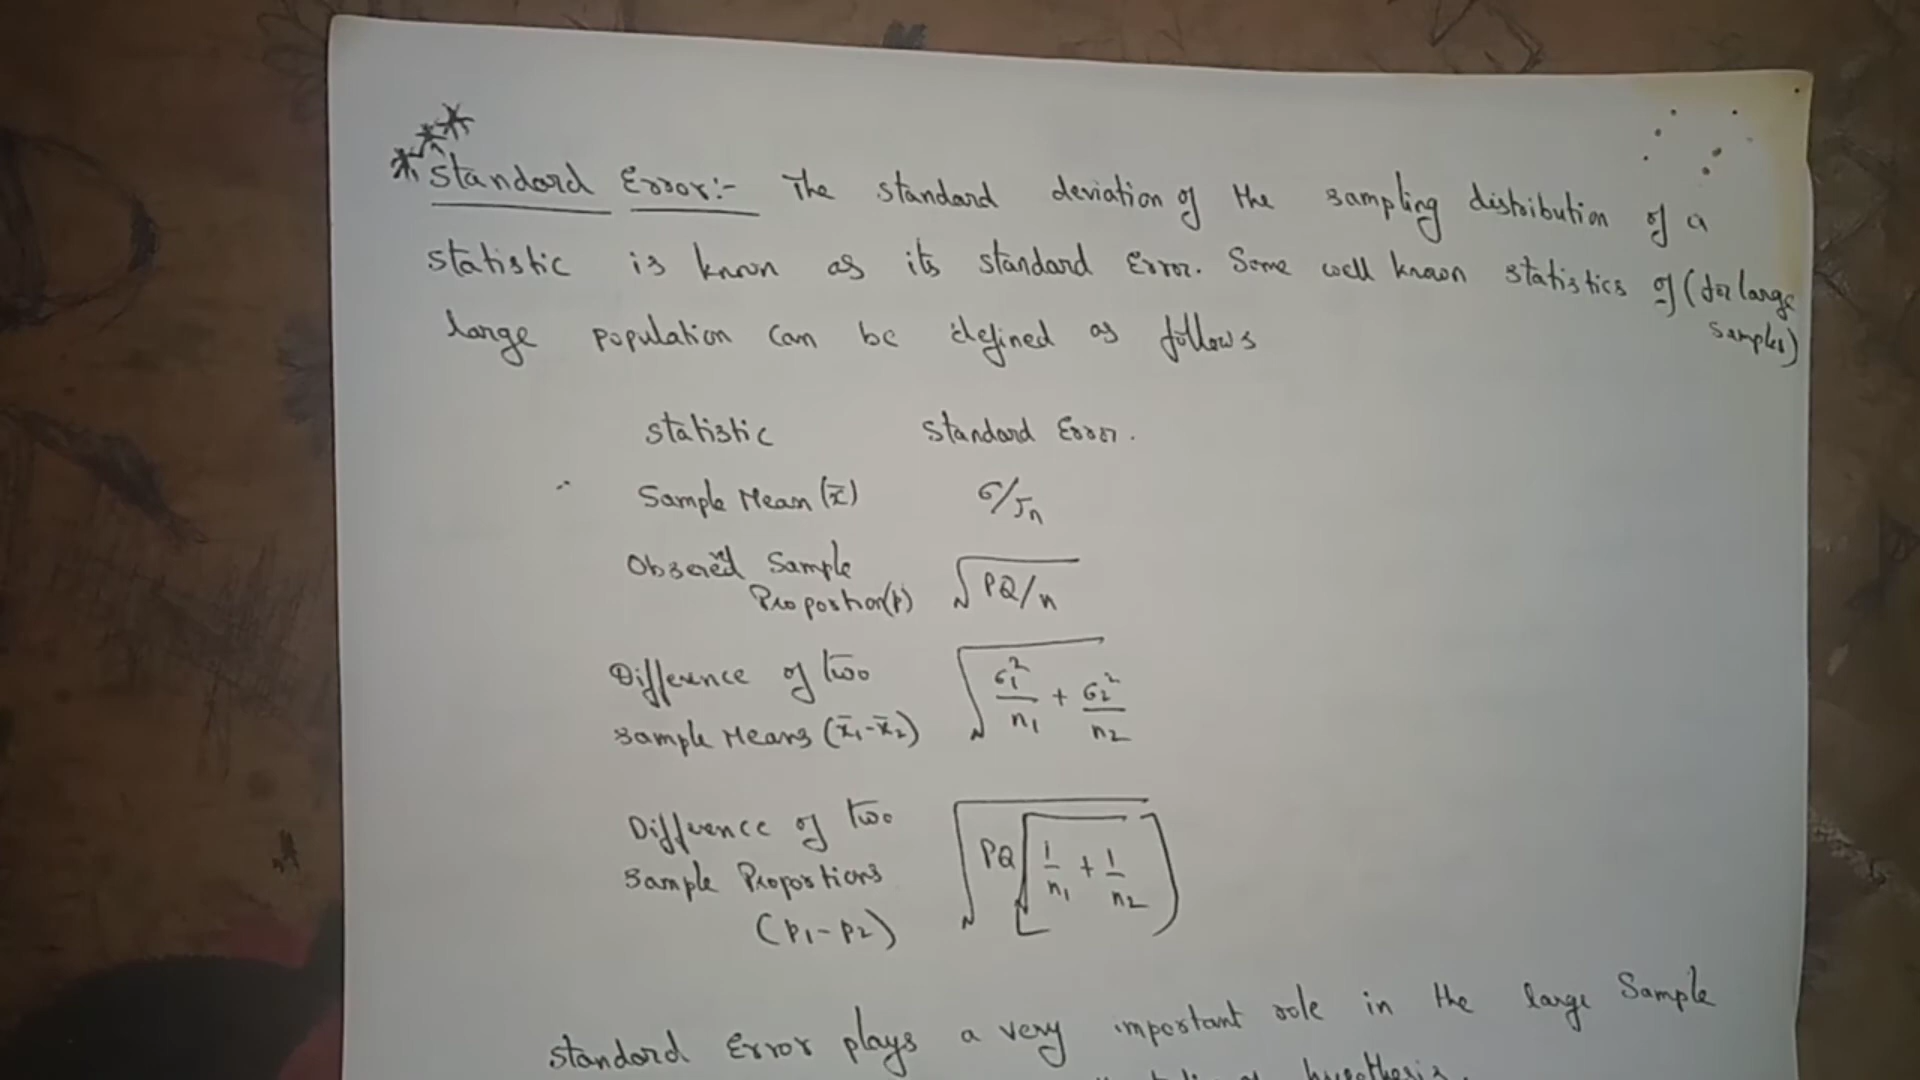 Standard Error:- The standard deviation of the sampling distribution of a
statistic is known as its standard Error. Some well known statistics of (for large
samples)
large population can be defined as follows
statistic Standard Error.
Sample Mean (x̄) σ/√n
Observed Sample
Proportion(p) √PQ/n
Difference of two
sample Means (x̄₁-x̄₂) √σ₁²/n₁ + σ₂²/n₂
Difference of two
sample Proportions
(p₁-p₂) √PQ[1/n₁ + 1/n₂)
standard Error plays a very important role in the large Sample
hypothesis.